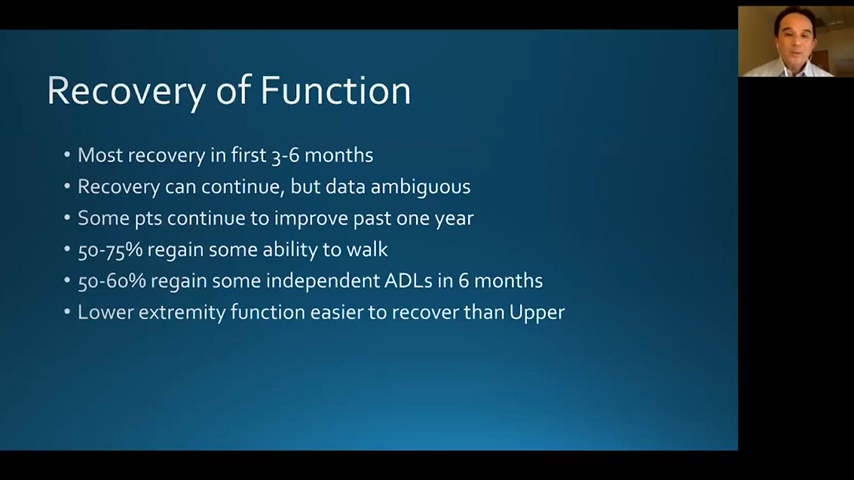 Recovery of Function
• Most recovery in first 3-6 months
• Recovery can continue, but data ambiguous
• Some pts continue to improve past one year
• 50-75% regain some ability to walk
• 50-60% regain some independent ADLs in 6 months
• Lower extremity function easier to recover than Upper